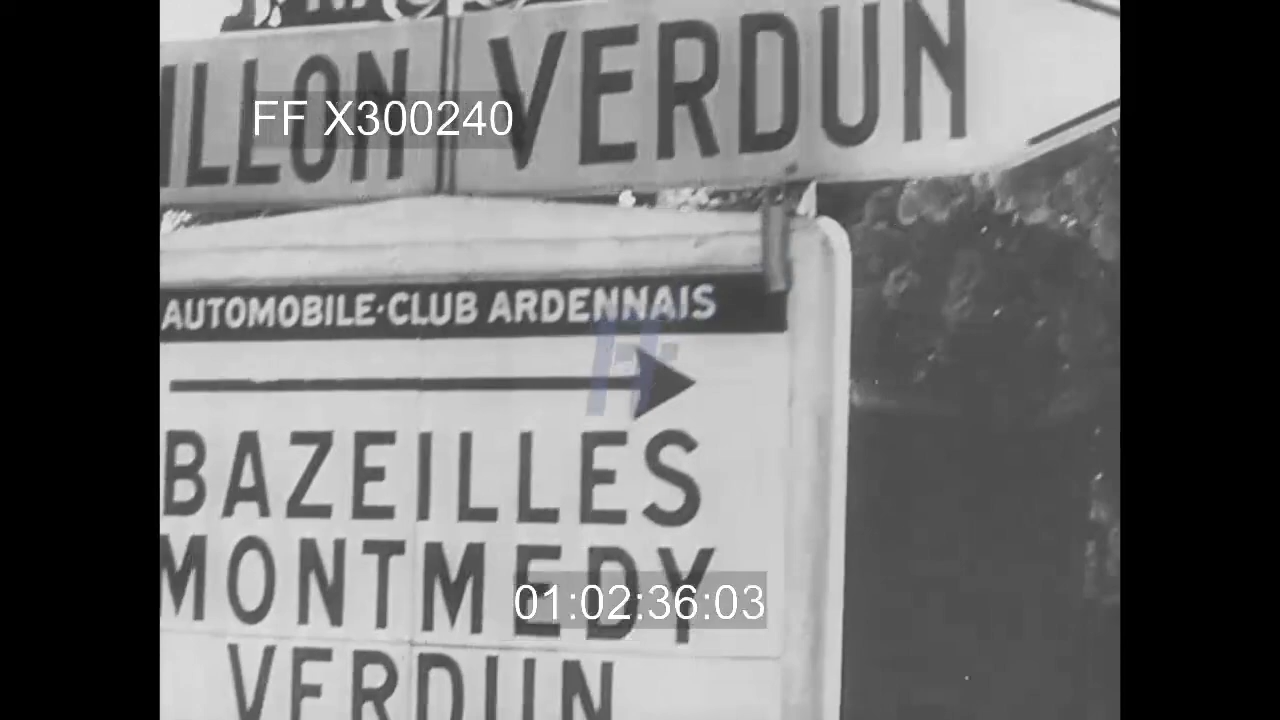 ILLON VERDUN
FF X300240
AUTOMOBILE·CLUB ARDENNAIS
BAZEILLES
MONTMEDY
01:02:36:03
VERDUN